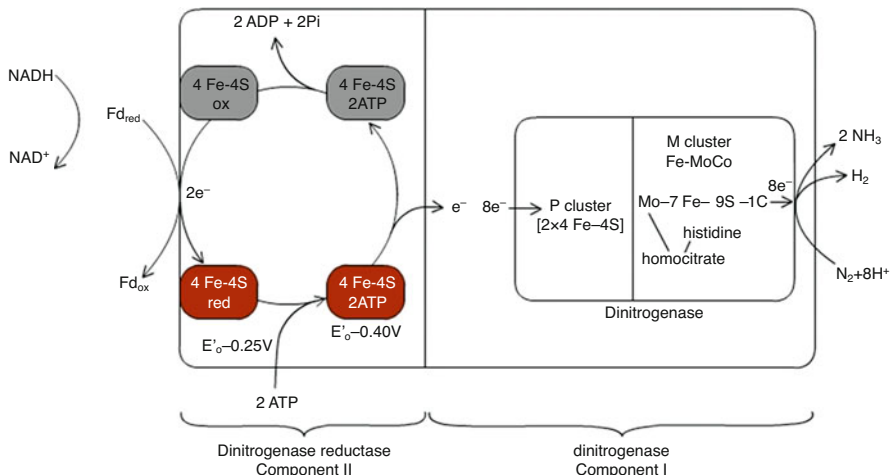 2 ADP + 2Pi
NADH
NAD⁺
Fd_red
Fd_ox
4 Fe-4S
ox
4 Fe-4S
2ATP
2e⁻
4 Fe-4S
red
4 Fe-4S
2ATP
E'ₒ–0.25V
E'ₒ–0.40V
2 ATP
e⁻
8e⁻
P cluster
[2×4 Fe–4S]
M cluster
Fe-MoCo
Mo–7 Fe– 9S –1C
histidine
homocitrate
8e⁻
Dinitrogenase
2 NH₃
H₂
N₂+8H⁺
Dinitrogenase reductase
Component II
dinitrogenase
Component I